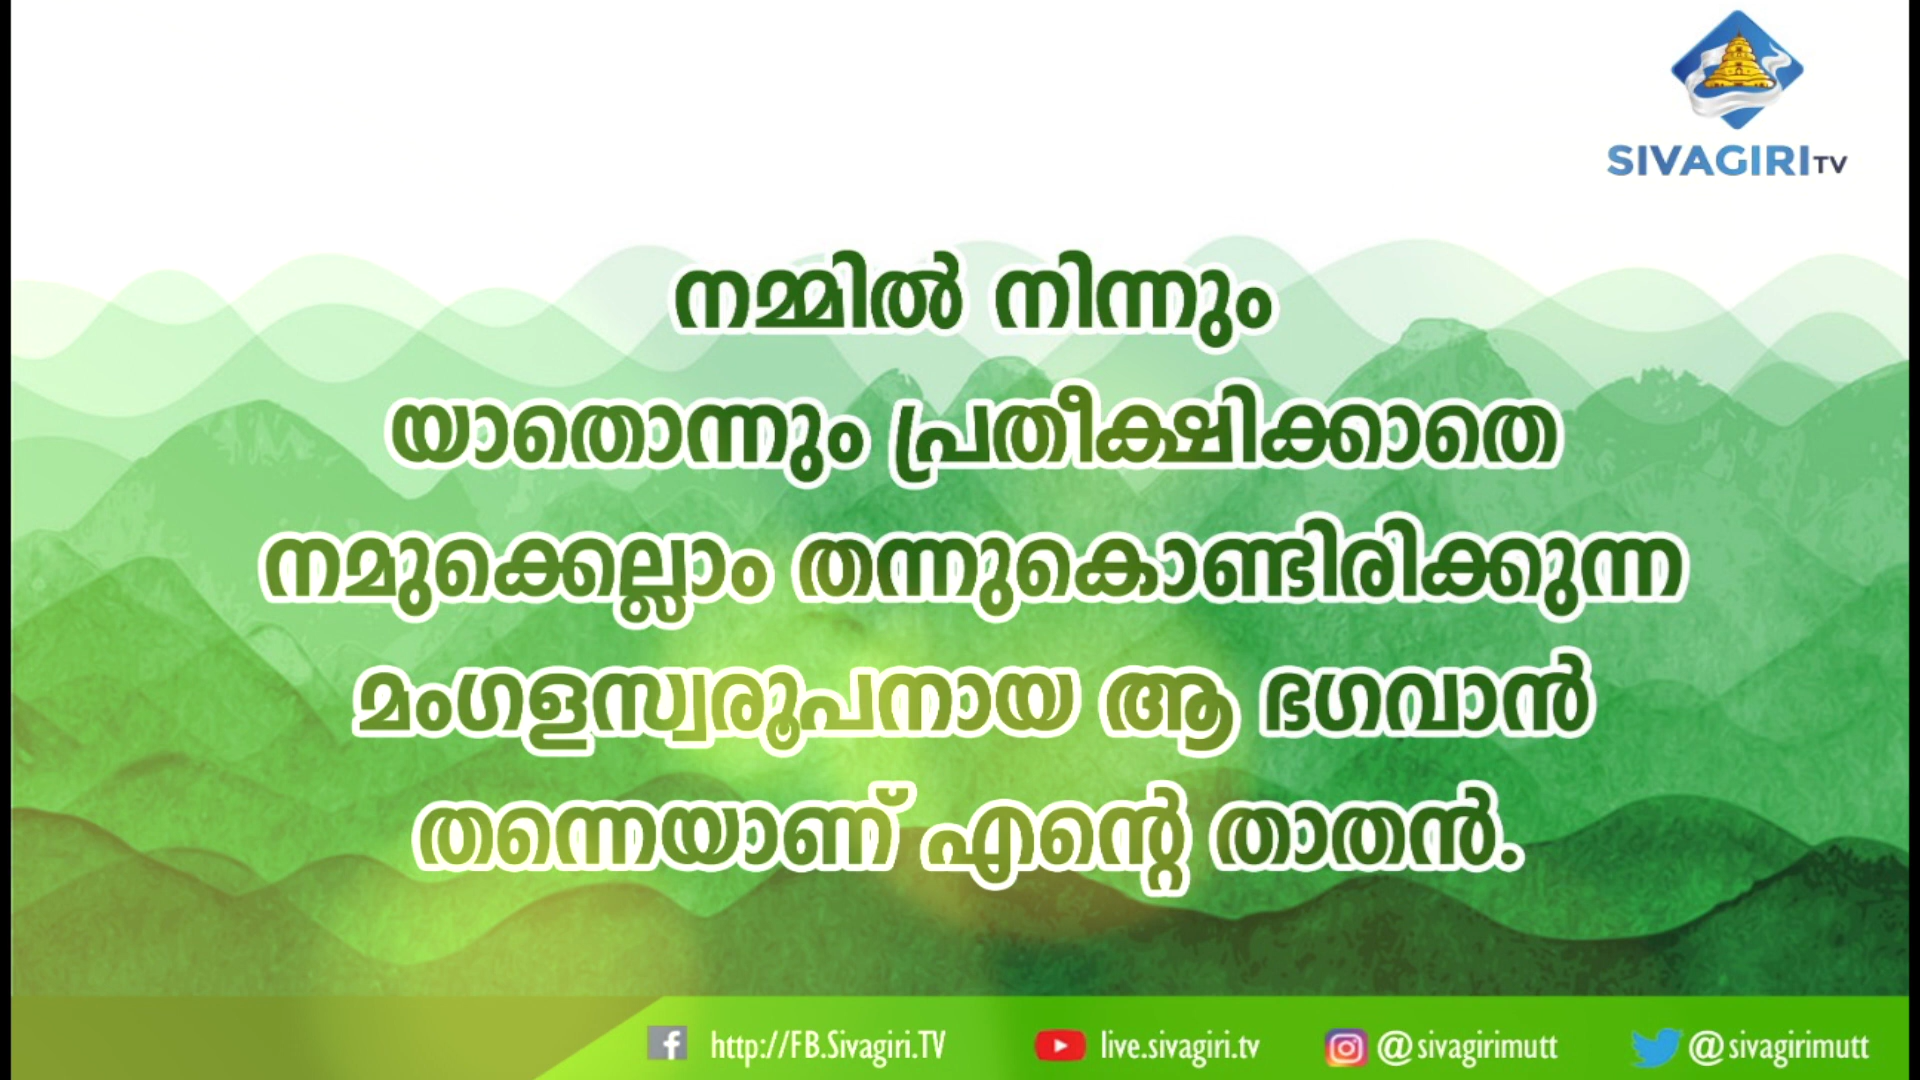 SIVAGIRI TV
നമ്മിൽ നിന്നും
യാതൊന്നും പ്രതീക്ഷിക്കാതെ
നമുക്കെല്ലാം തന്നുകൊണ്ടിരിക്കുന്ന
മംഗളസ്വരൂപനായ ആ ഭഗവാൻ
തന്നെയാണ് എന്റെ താതൻ.
http://FB.Sivagiri.TV live.sivagiri.tv @sivagirimutt @sivagirimutt